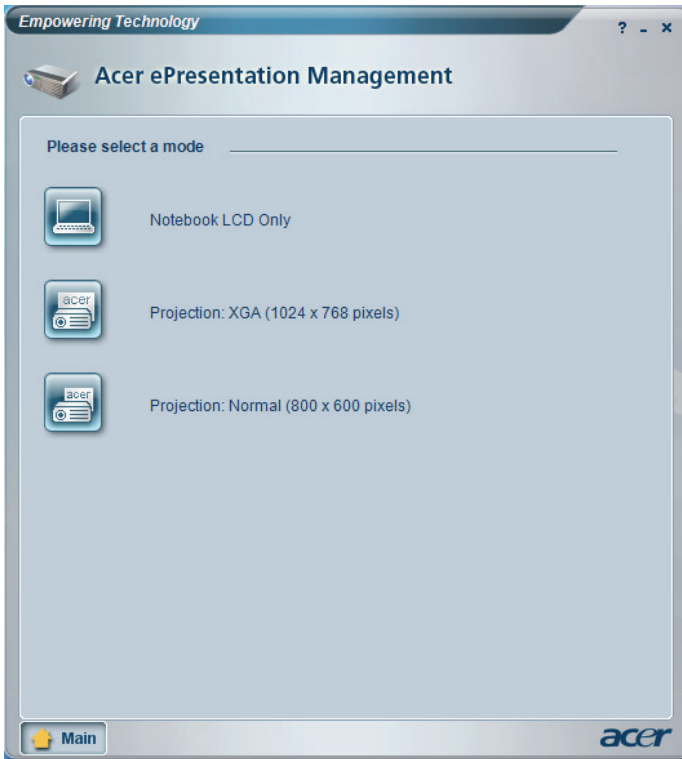 Empowering Technology
? - ×
Acer ePresentation Management
Please select a mode
Notebook LCD Only
acer
Projection: XGA (1024 x 768 pixels)
acer
Projection: Normal (800 x 600 pixels)
Main
acer